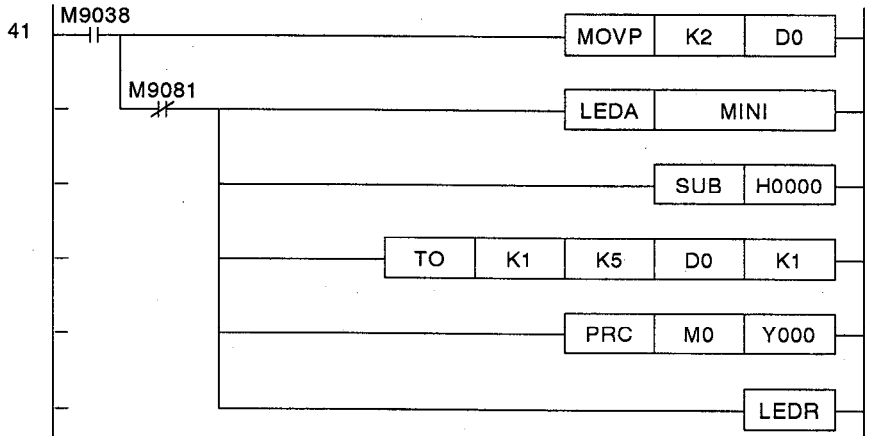 M9038
41 MOVP K2 D0
M9081
LEDA MINI
SUB H0000
TO K1 K5 D0 K1
PRC M0 Y000
LEDR